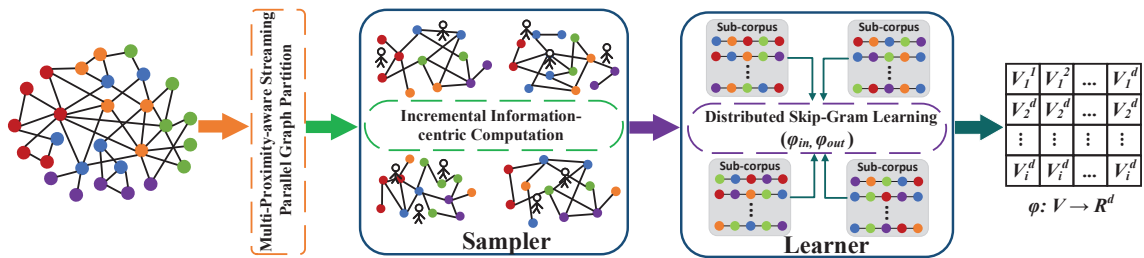 Multi-Proximity-aware Streaming
Parallel Graph Partition
Incremental Information-
centric Computation
Sampler
Sub-corpus
Sub-corpus
Distributed Skip-Gram Learning
(φin, φout )
Sub-corpus
Sub-corpus
Learner
V₁¹ V₁² ... V₁ᵈ
V₂ᵈ V₂ᵈ ... V₂ᵈ
⋮ ⋮ ⋮ ⋮
Vᵢᵈ Vᵢᵈ ... Vᵢᵈ
φ: V → Rᵈ